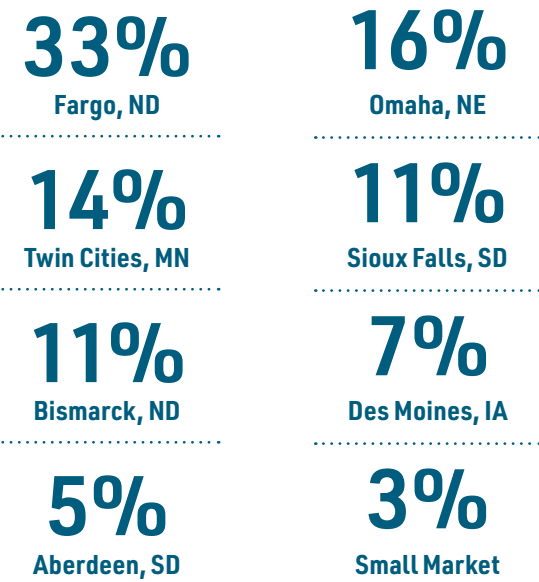 33%
Fargo, ND
16%
Omaha, NE
14%
Twin Cities, MN
11%
Sioux Falls, SD
11%
Bismarck, ND
7%
Des Moines, IA
5%
Aberdeen, SD
3%
Small Market